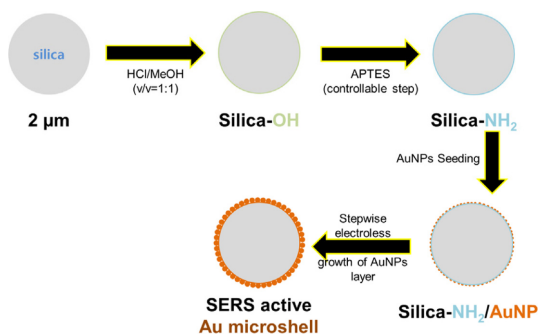 silica
HCl/MeOH
(v/v=1:1)
APTES
(controllable step)
2 µm
Silica-OH
Silica-NH₂
AuNPs Seeding
Stepwise
electroless
growth of AuNPs
layer
SERS active
Au microshell
Silica-NH₂/AuNP